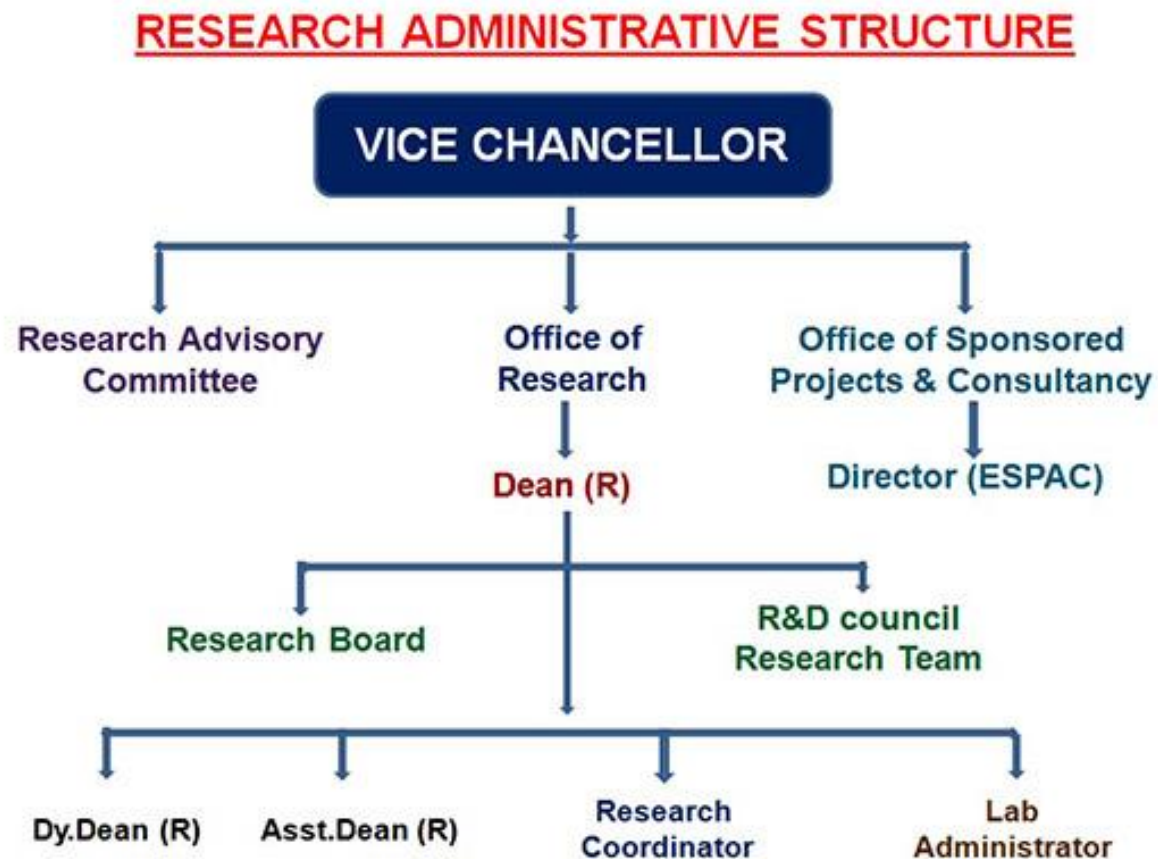 RESEARCH ADMINISTRATIVE STRUCTURE
VICE CHANCELLOR
Research Advisory
Committee
Office of
Research
Office of Sponsored
Projects & Consultancy
Dean (R)
Director (ESPAC)
Research Board
R&D council
Research Team
Dy.Dean (R)
Asst.Dean (R)
Research
Coordinator
Lab
Administrator